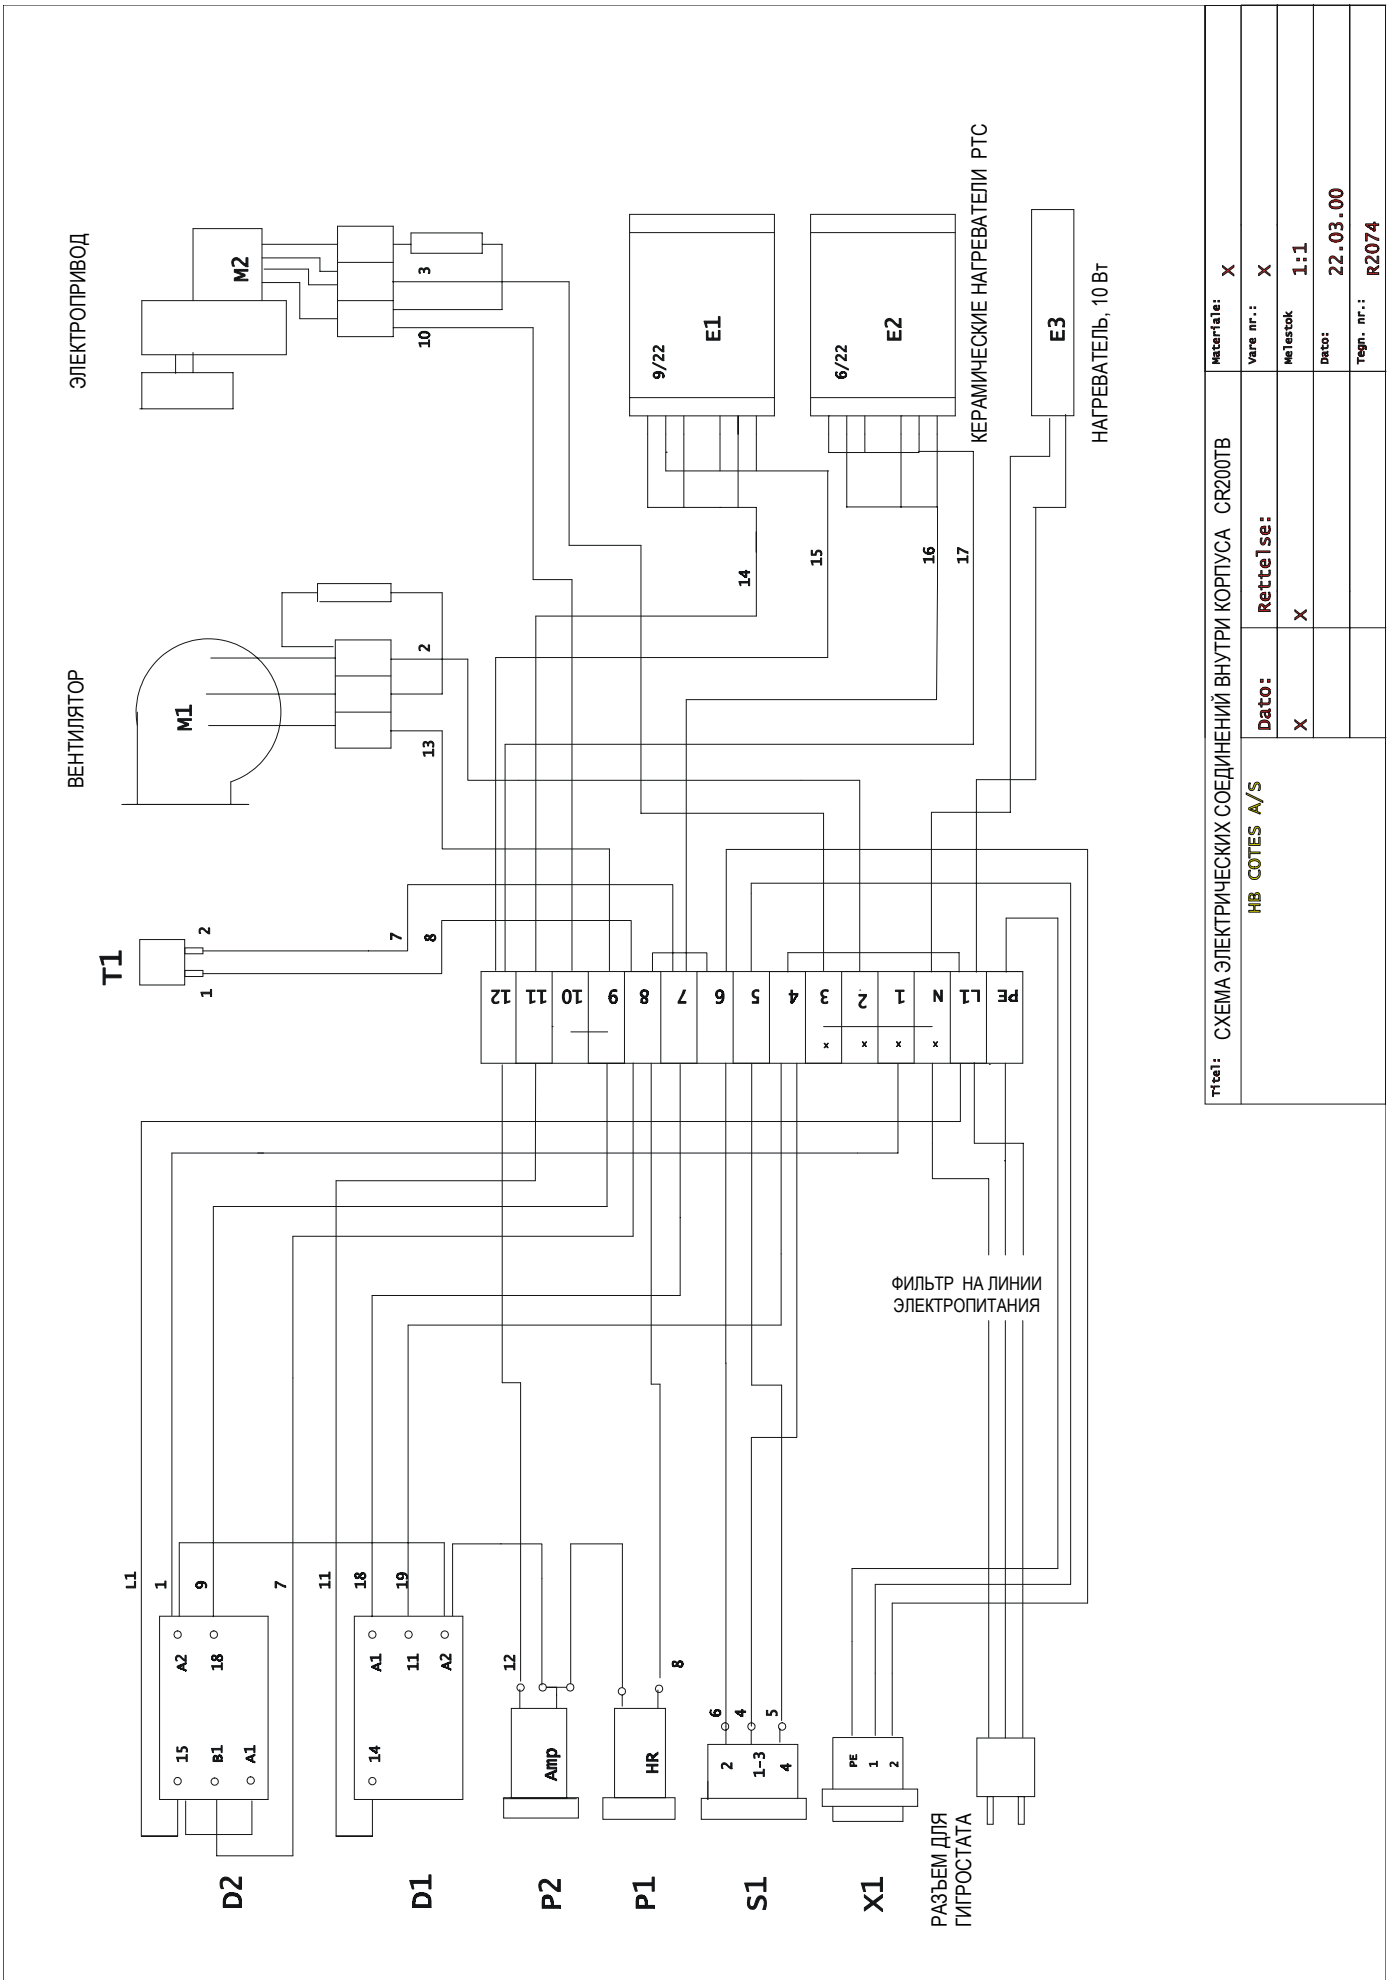 ЭЛЕКТРОПРИВОД
M2
3
10
ВЕНТИЛЯТОР
M1
2
13
T1
1
2
7
8
E1
9/22
E2
6/22
КЕРАМИЧЕСКИЕ НАГРЕВАТЕЛИ PTC
E3
НАГРЕВАТЕЛЬ, 10 Вт
14
15
16
17
12
11
10
9
8
7
6
5
4
3
2
1
N
L1
PE
x
x
x
x
L1
1
9
7
11
18
19
A2
18
15
B1
A1
D2
A1
11
A2
14
D1
12
Amp
P2
8
HR
P1
6
4
5
2
1-3
4
S1
PE
1
2
X1
РАЗЪЕМ ДЛЯ
ГИГРОСТАТА
ФИЛЬТР НА ЛИНИИ
ЭЛЕКТРОПИТАНИЯ
Titel: СХЕМА ЭЛЕКТРИЧЕСКИХ СОЕДИНЕНИЙ ВНУТРИ КОРПУСА CR200TB
HB COTES A/S
Dato: Rettelse:
X X
Materiale: X
Vare nr.: X
Melestok 1:1
Dato: 22.03.00
Tegn. nr.: R2074